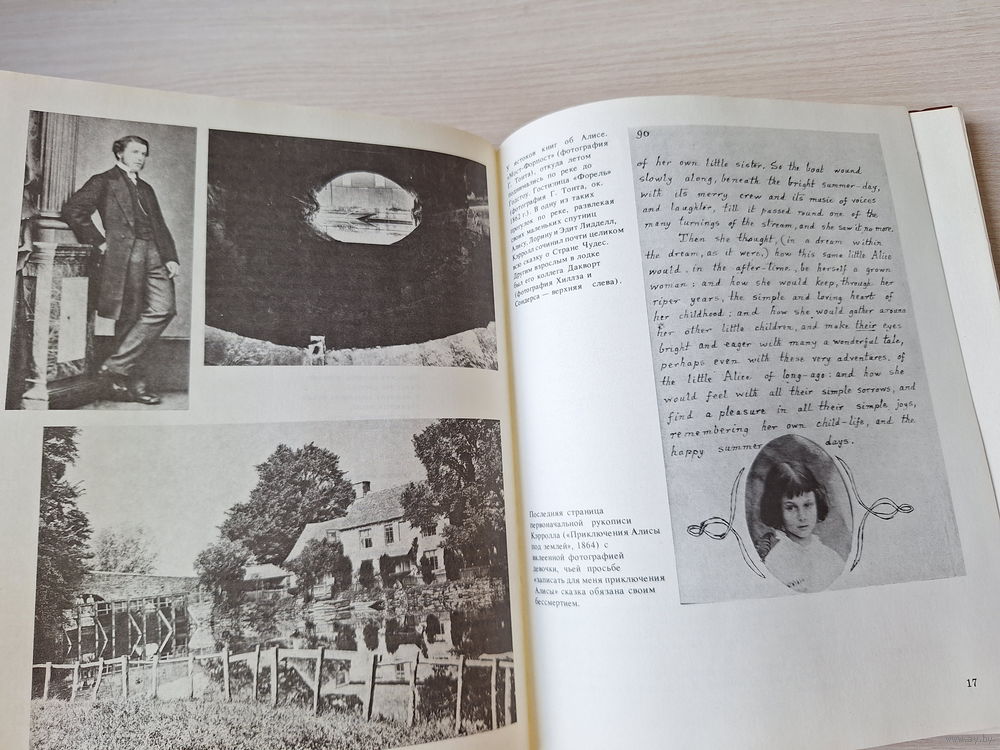 У истоков книг об Алисе.
«Мост-Форпост» (фотография
Г. Тонта), откуда летом
поднимались по реке до
Годстоу. Гостиница «Форель»
(фотография Г. Тонта, ок.
1862 г.). В одну из таких
прогулок по реке, развлекая
своих маленьких спутниц
Алису, Лорину и Эдит Лидделл,
Кэрролл сочинил почти целиком
всю сказку о Стране Чудес.
Другим взрослым в лодке
был его коллега Дакворт
(фотография Хиллза и
Сондерса — верхняя слева).
Последняя страница
первоначальной рукописи
Кэрролла («Приключения Алисы
под землей», 1864) с
вклеенной фотографией
девочки, чьей просьбе
«записать для меня приключения
Алисы» сказка обязана своим
бессмертием.
90
of her own little sister. So the boat wound
slowly along, beneath the bright summer-day,
with its merry crew and its music of voices
and laughter, till it passed round one of the
many turnings of the stream, and she saw it no more.
Then she thought, (in a dream within
the dream, as it were,) how this same little Alice
would, in the after-time, be herself a grown
woman: and how she would keep, through her
riper years, the simple and loving heart of
her childhood: and how she would gather around
her other little children, and make their eyes
bright and eager with many a wonderful tale,
perhaps even with these very adventures of
the little Alice of long-ago: and how she
would feel with all their simple sorrows, and
find a pleasure in all their simple joys,
remembering her own child-life, and the
happy summer days.
17
www.ay.by